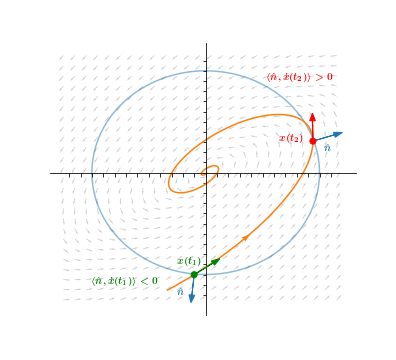 ⟨n̂, ẋ(t₂)⟩ > 0
x(t₂)
n̂
ẋ(t₁)
⟨n̂, ẋ(t₁)⟩ < 0
n̂